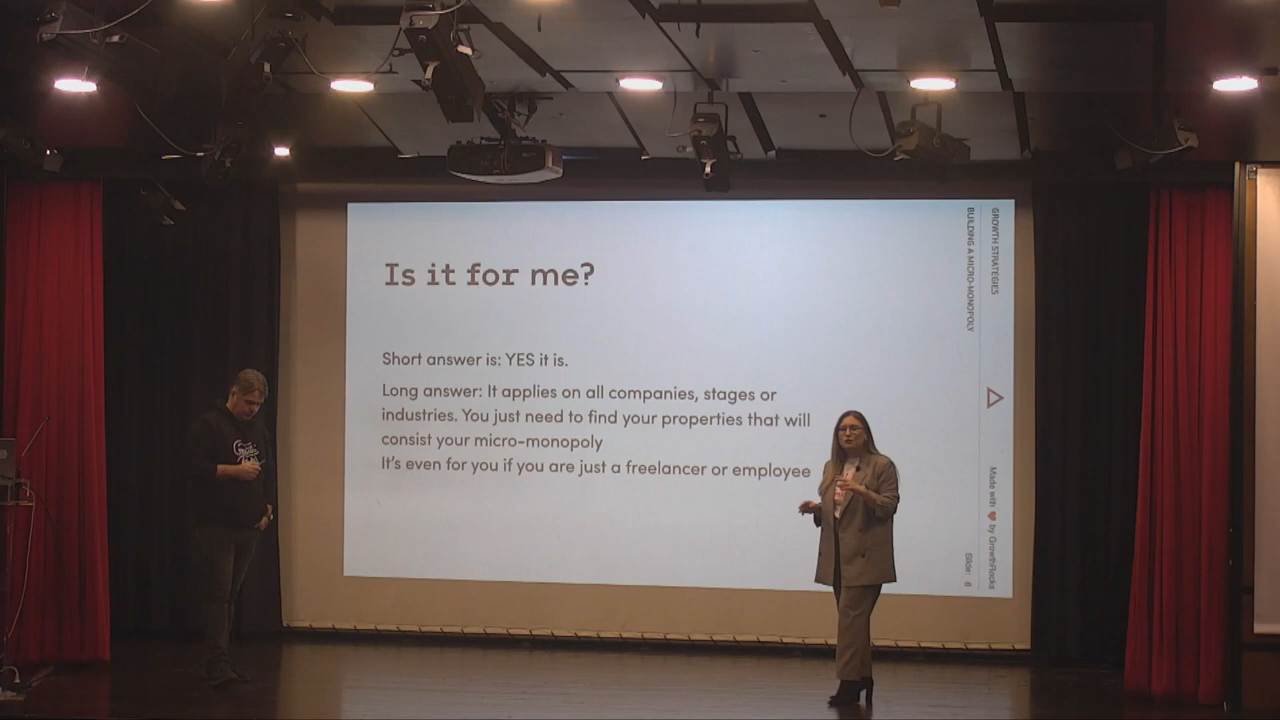 Is it for me?
Short answer is: YES it is.
Long answer: It applies on all companies, stages or
industries. You just need to find your properties that will
consist your micro-monopoly
It's even for you if you are just a freelancer or employee
GROWTH STRATEGIES
BUILDING A MICRO-MONOPOLY
Made with ❤ by GrowthRocks
Slide: 6